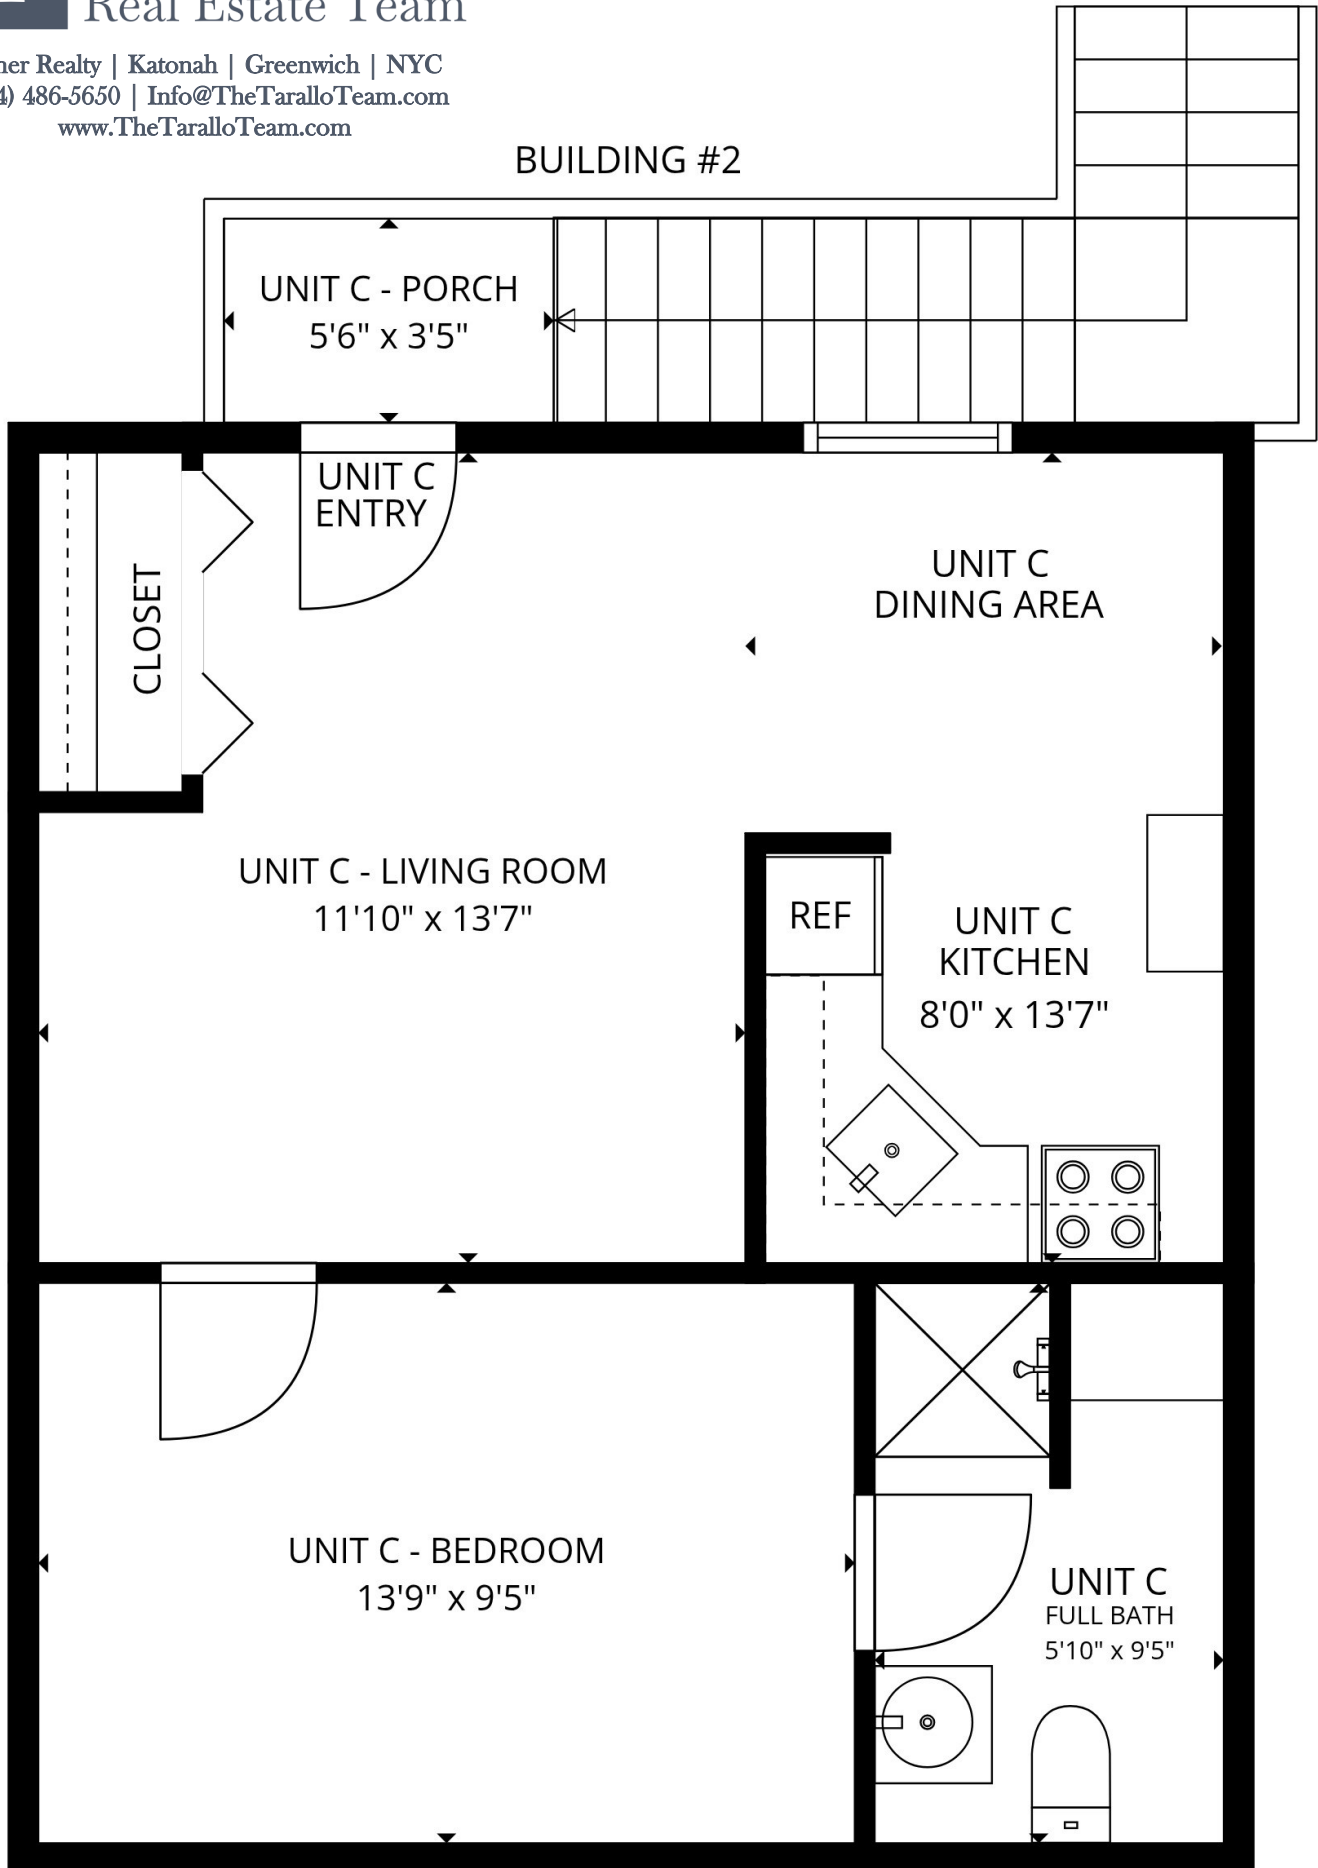 Real Estate Team
Realty | Katonah | Greenwich | NYC
486-5650 | Info@TheTaralloTeam.com
www.TheTaralloTeam.com
BUILDING #2
UNIT C - PORCH
5'6" x 3'5"
UNIT C
ENTRY
CLOSET
UNIT C
DINING AREA
UNIT C - LIVING ROOM
11'10" x 13'7"
REF
UNIT C
KITCHEN
8'0" x 13'7"
UNIT C - BEDROOM
13'9" x 9'5"
UNIT C
FULL BATH
5'10" x 9'5"